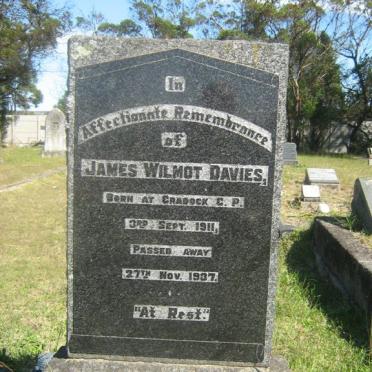 In
Affectionate Remembrance
of
James Wilmot Davies,
Born at Cradock C. P.
3rd Sept. 1911,
Passed away
27th Nov. 1937.
"At Rest."